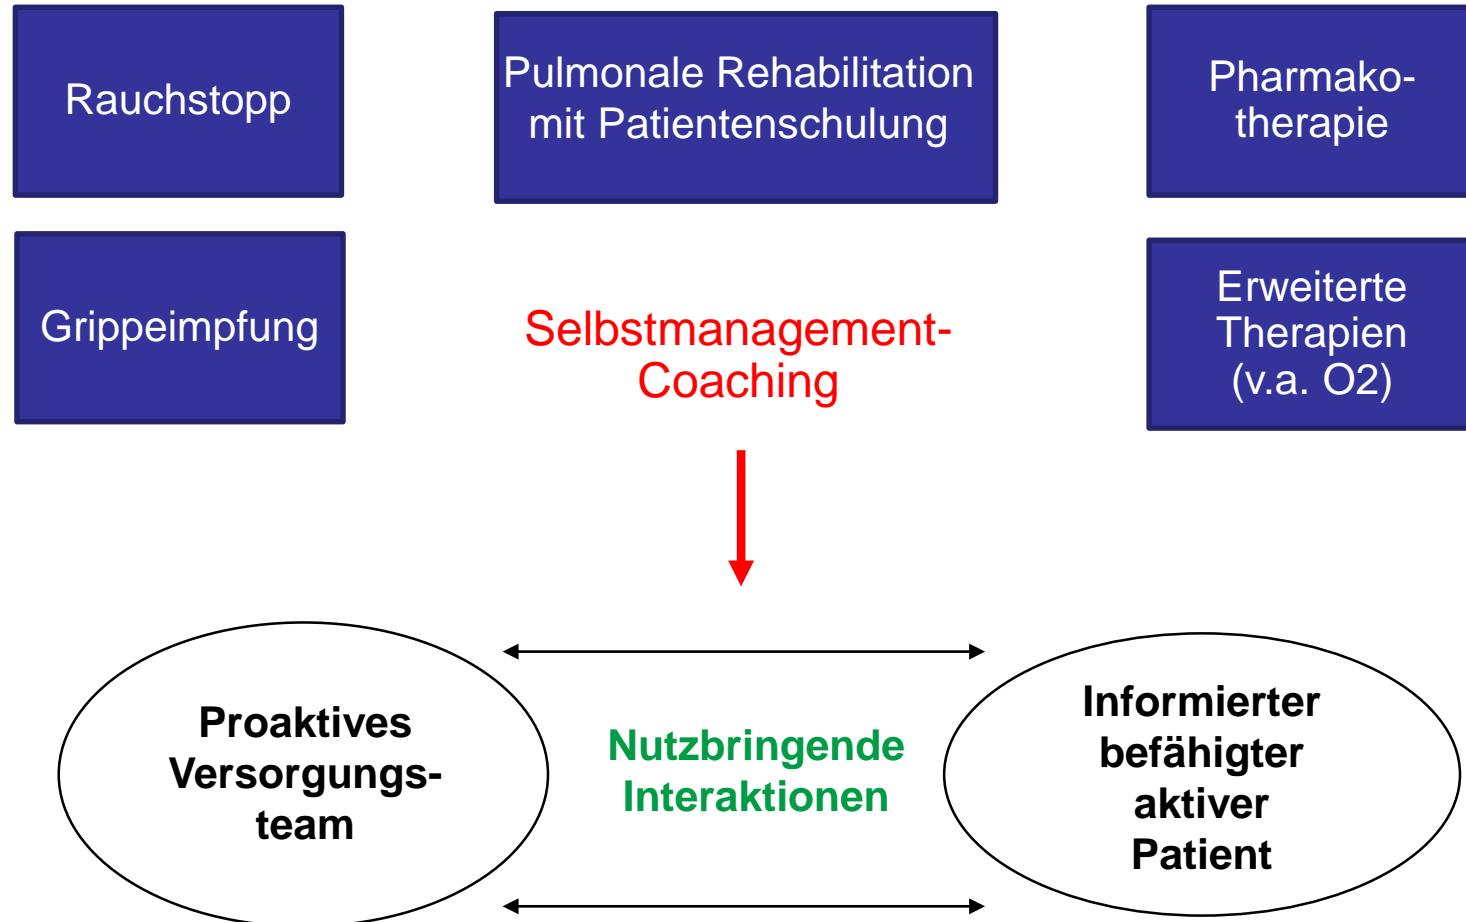 Rauchstopp
Pulmonale Rehabilitation
mit Patientenschulung
Pharmako-
therapie
Grippeimpfung
Selbstmanagement-
Coaching
Erweiterte
Therapien
(v.a. O2)
Proaktives
Versorgungs-
team
Nutzbringende
Interaktionen
Informierter
befähigter
aktiver
Patient